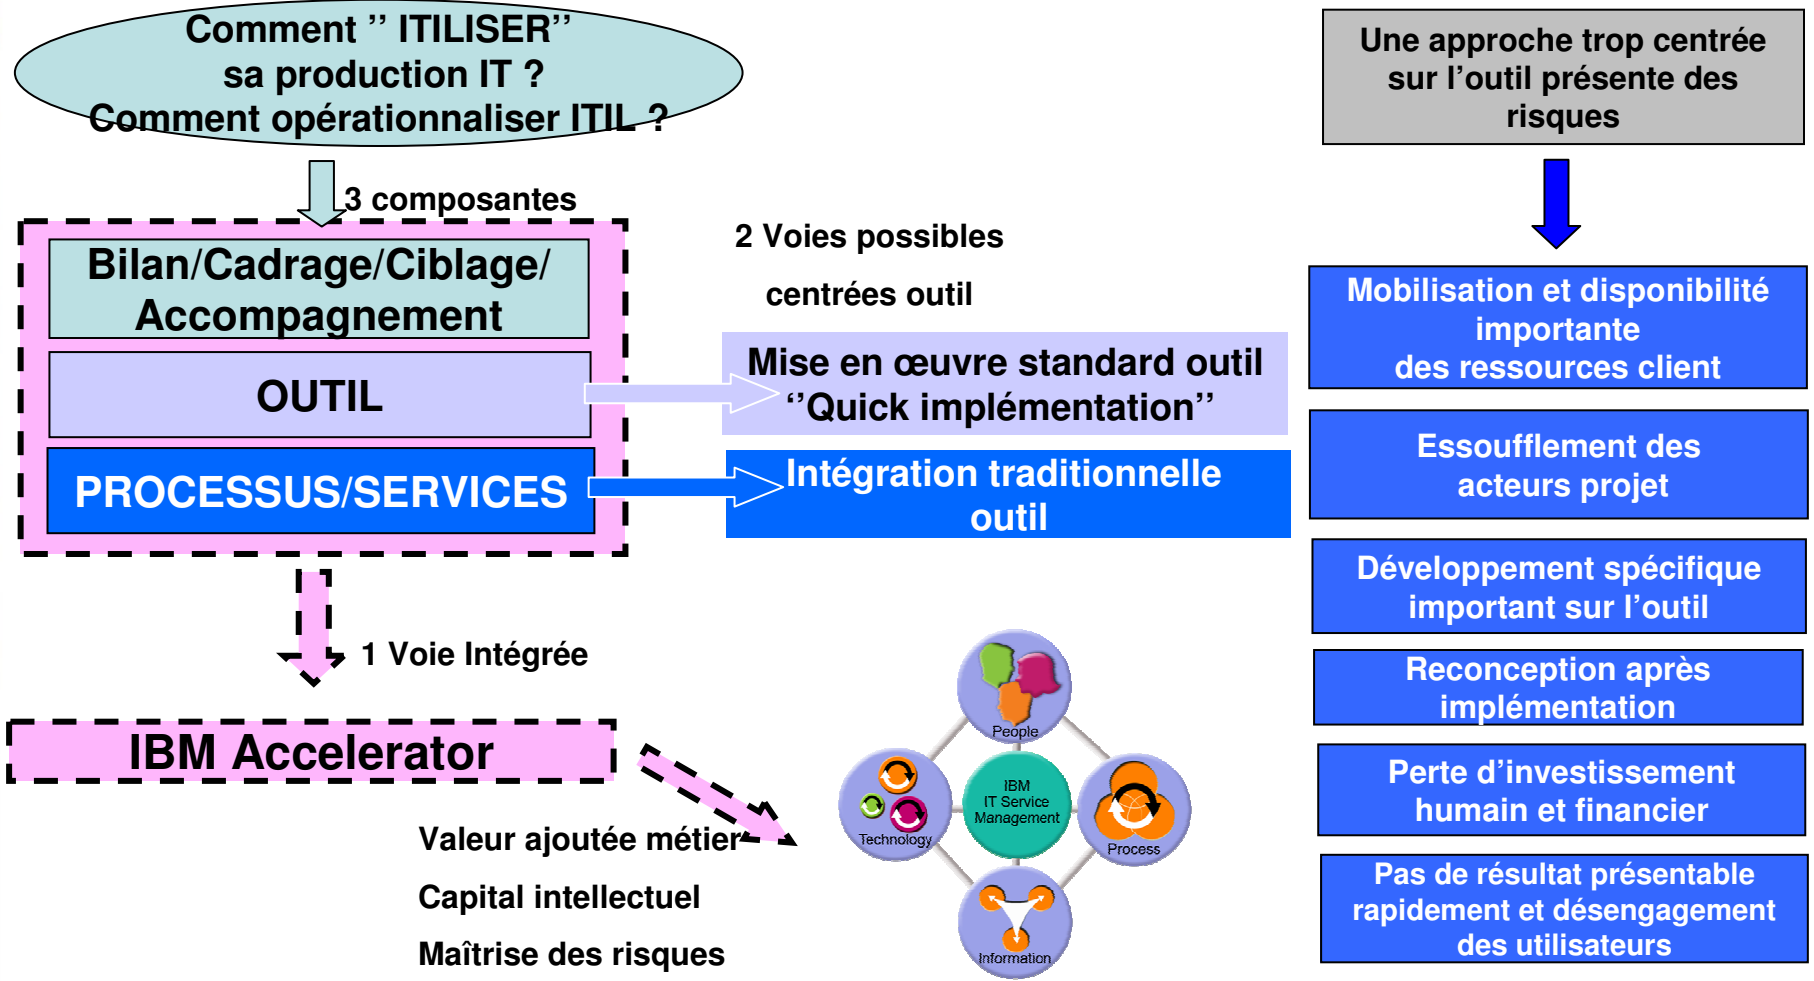 Comment ’’ ITILISER’’
sa production IT ?
Comment opérationnaliser ITIL ?
3 composantes
Bilan/Cadrage/Ciblage/
Accompagnement
OUTIL
PROCESSUS/SERVICES
2 Voies possibles
centrées outil
Mise en œuvre standard outil
‘’Quick implémentation’’
Intégration traditionnelle
outil
1 Voie Intégrée
IBM Accelerator
Valeur ajoutée métier
Capital intellectuel
Maîtrise des risques
People
Technology
IBM
IT Service
Management
Process
Information
Une approche trop centrée
sur l’outil présente des
risques
Mobilisation et disponibilité
importante
des ressources client
Essoufflement des
acteurs projet
Développement spécifique
important sur l’outil
Reconception après
implémentation
Perte d’investissement
humain et financier
Pas de résultat présentable
rapidement et désengagement
des utilisateurs